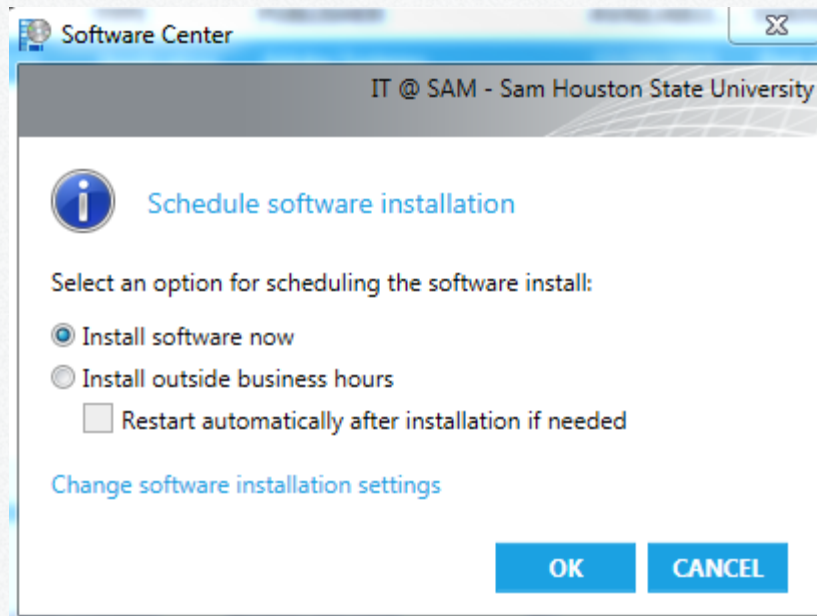 Software Center
IT @ SAM - Sam Houston State University
Schedule software installation
Select an option for scheduling the software install:
Install software now
Install outside business hours
Restart automatically after installation if needed
Change software installation settings
OK CANCEL